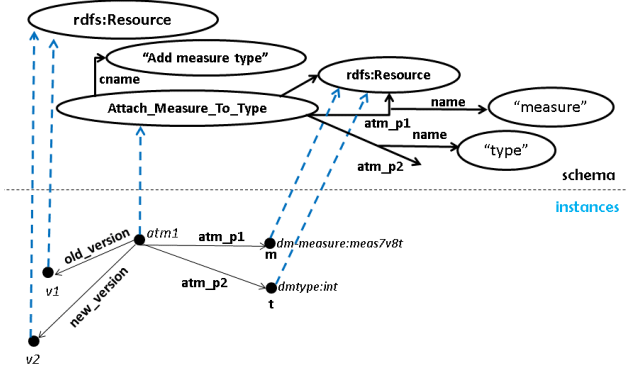 rdfs:Resource
“Add measure type”
cname
rdfs:Resource
Attach_Measure_To_Type
name
“measure”
atm_p1
name
“type”
atm_p2
schema
instances
atm1
old_version
atm_p1
dm-measure:meas7v8t
m
atm_p2
dmtype:int
v1
new_version
t
v2